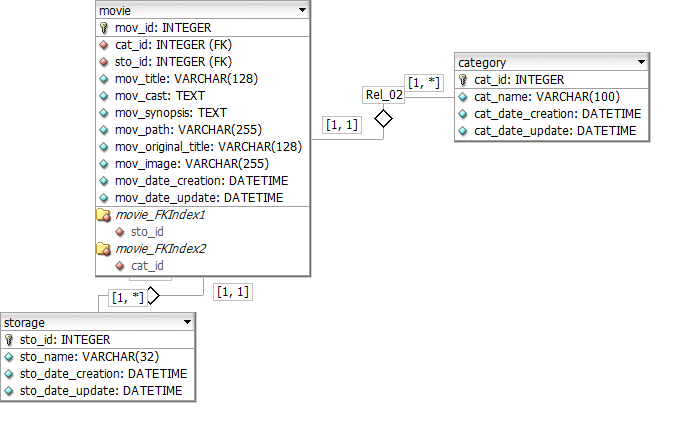 movie
mov_id: INTEGER
cat_id: INTEGER (FK)
sto_id: INTEGER (FK)
mov_title: VARCHAR(128)
mov_cast: TEXT
mov_synopsis: TEXT
mov_path: VARCHAR(255)
mov_original_title: VARCHAR(128)
mov_image: VARCHAR(255)
mov_date_creation: DATETIME
mov_date_update: DATETIME
movie_FKIndex1
sto_id
movie_FKIndex2
cat_id
[1, 1]
Rel_02
[1, *]
category
cat_id: INTEGER
cat_name: VARCHAR(100)
cat_date_creation: DATETIME
cat_date_update: DATETIME
[1, *]
[1, 1]
storage
sto_id: INTEGER
sto_name: VARCHAR(32)
sto_date_creation: DATETIME
sto_date_update: DATETIME